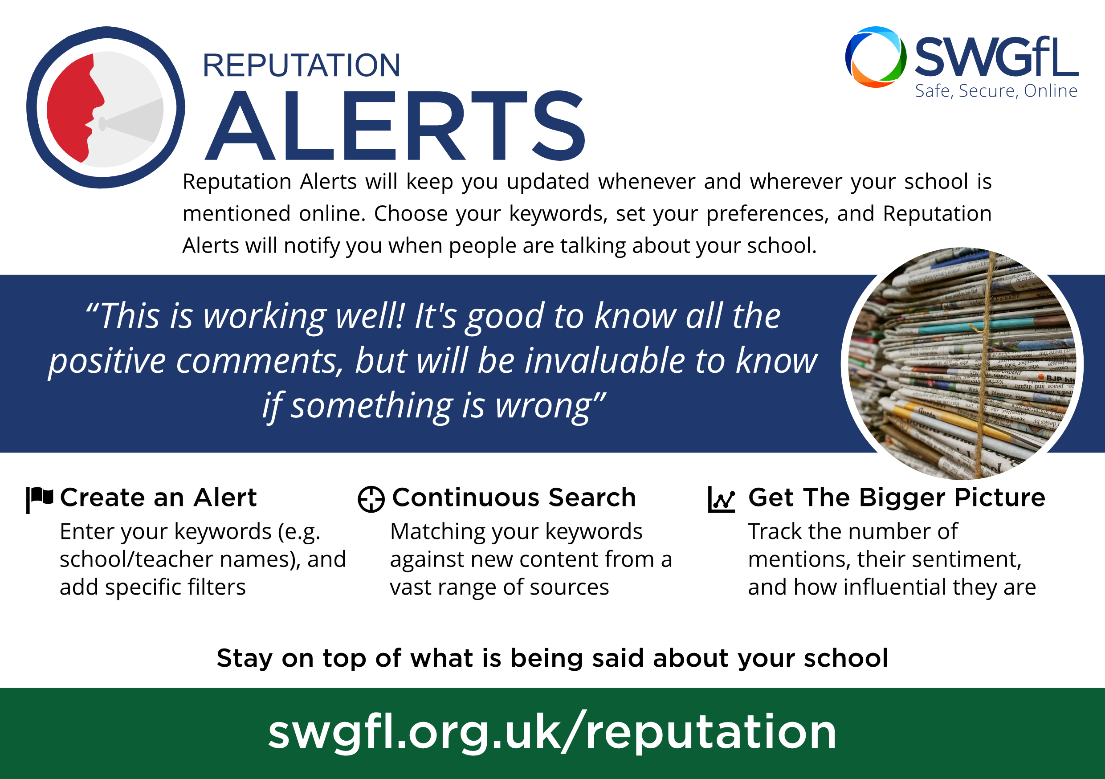 REPUTATION
ALERTS
SWGfL
Safe, Secure, Online
Reputation Alerts will keep you updated whenever and wherever your school is
mentioned online. Choose your keywords, set your preferences, and Reputation
Alerts will notify you when people are talking about your school.
“This is working well! It's good to know all the
positive comments, but will be invaluable to know
if something is wrong”
Create an Alert
Enter your keywords (e.g.
school/teacher names), and
add specific filters
Continuous Search
Matching your keywords
against new content from a
vast range of sources
Get The Bigger Picture
Track the number of
mentions, their sentiment,
and how influential they are
Stay on top of what is being said about your school
swgfl.org.uk/reputation